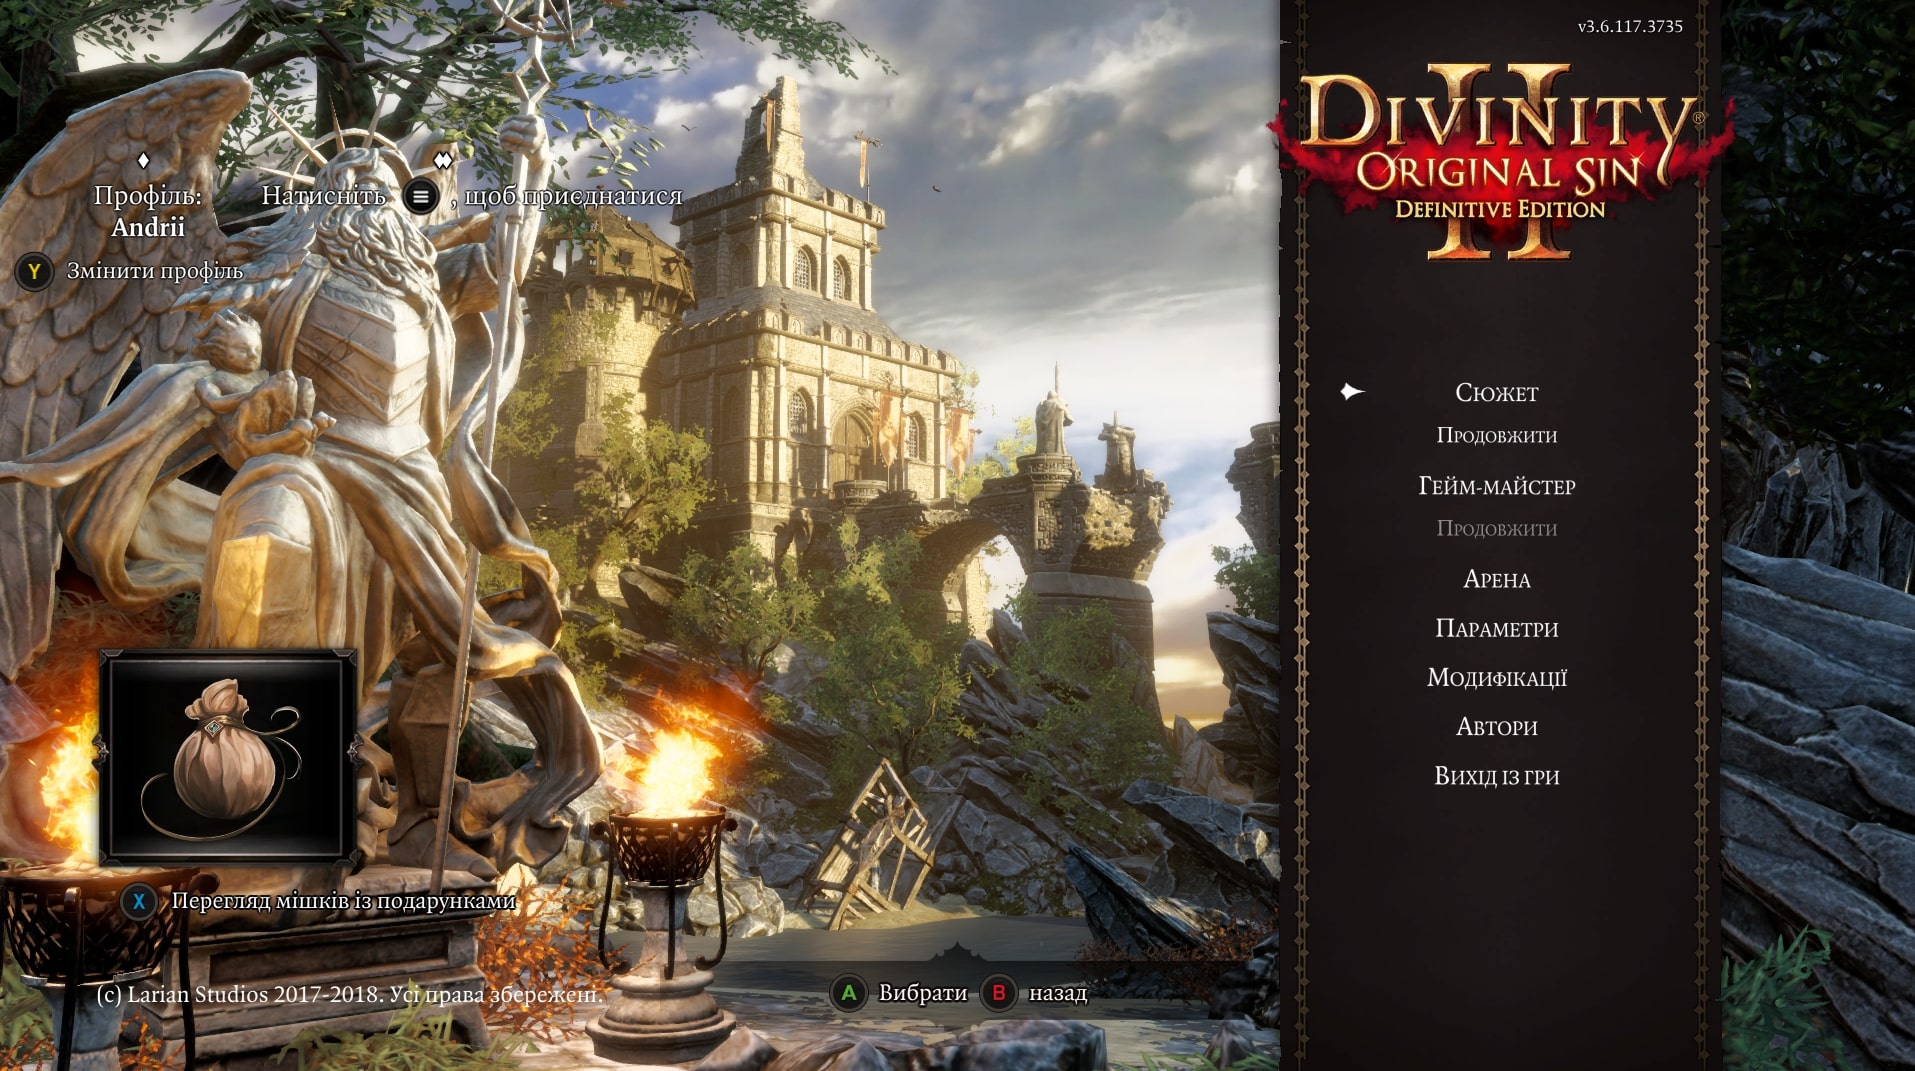 v3.6.117.3735
DIVINITY®
II
ORIGINAL SIN
DEFINITIVE EDITION
Профіль:
Andrii
Натисніть , щоб приєднатися
Y Змінити профіль
Сюжет
Продовжити
Гейм-майстер
Продовжити
Арена
Параметри
Модифікації
Автори
Вихід із гри
X Перегляд мішків із подарунками
(c) Larian Studios 2017-2018. Усі права збережені.
A Вибрати B назад